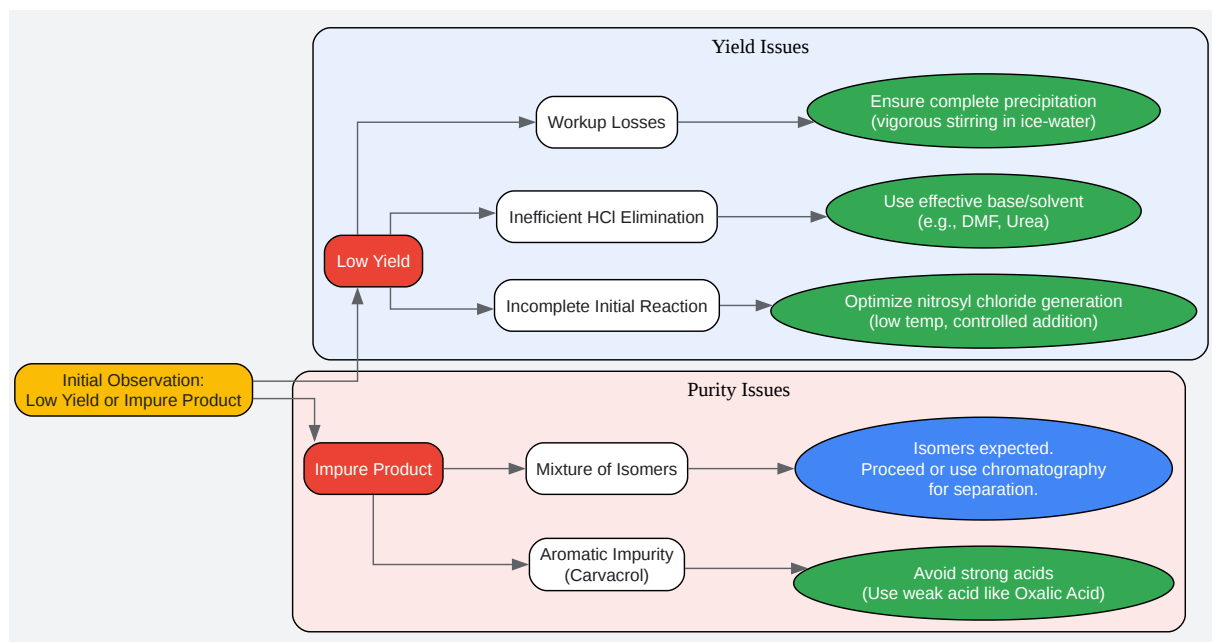 Yield Issues
Ensure complete precipitation
(vigorous stirring in ice-water)
Workup Losses
Use effective base/solvent
(e.g., DMF, Urea)
Inefficient HCl Elimination
Low Yield
Optimize nitrosyl chloride generation
(low temp, controlled addition)
Incomplete Initial Reaction
Initial Observation:
Low Yield or Impure Product
Purity Issues
Isomers expected.
Proceed or use chromatography
for separation.
Impure Product
Mixture of Isomers
Aromatic Impurity
(Carvacrol)
Avoid strong acids
(Use weak acid like Oxalic Acid)